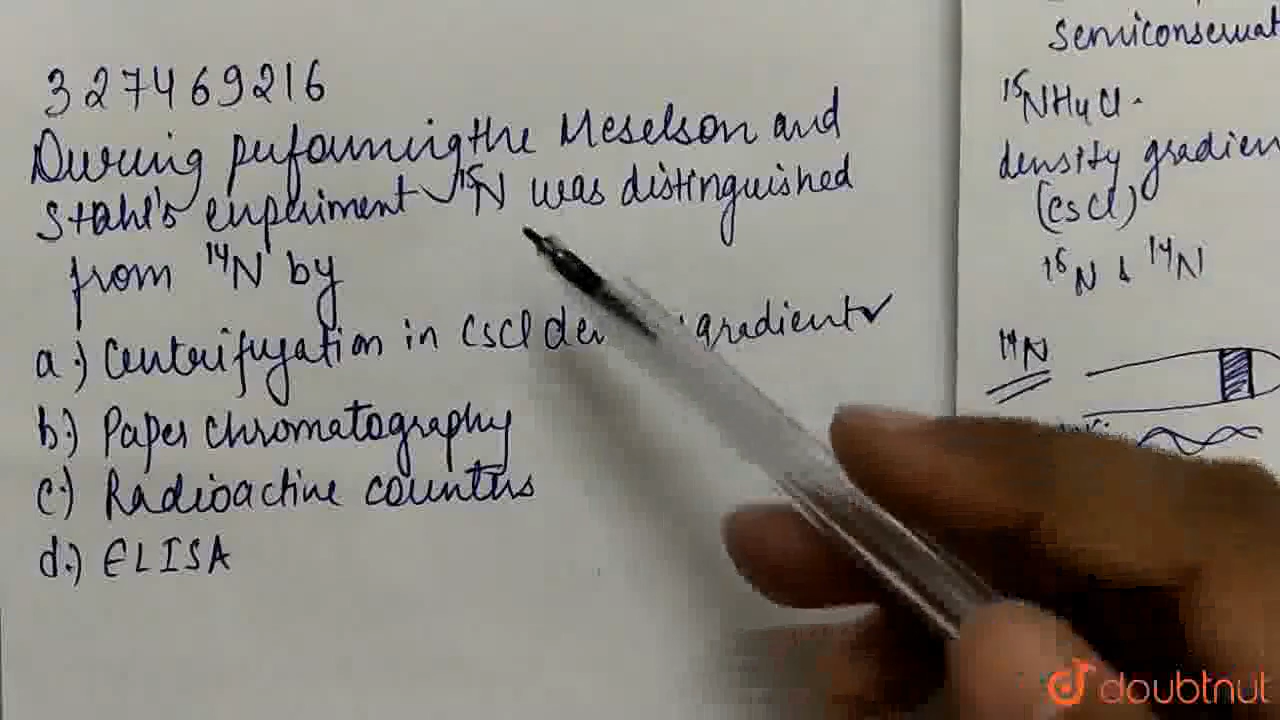 327469216
During performing the Meselson and
Stahl's experiment 15N was distinguished
from 14N by
a.) Centrifugation in CsCl gradient
b.) Paper chromatography
c.) Radioactive counters
d.) ELISA
15NH4Cl.
density
(CsCl)
15N & 14N
14N
doubtnut